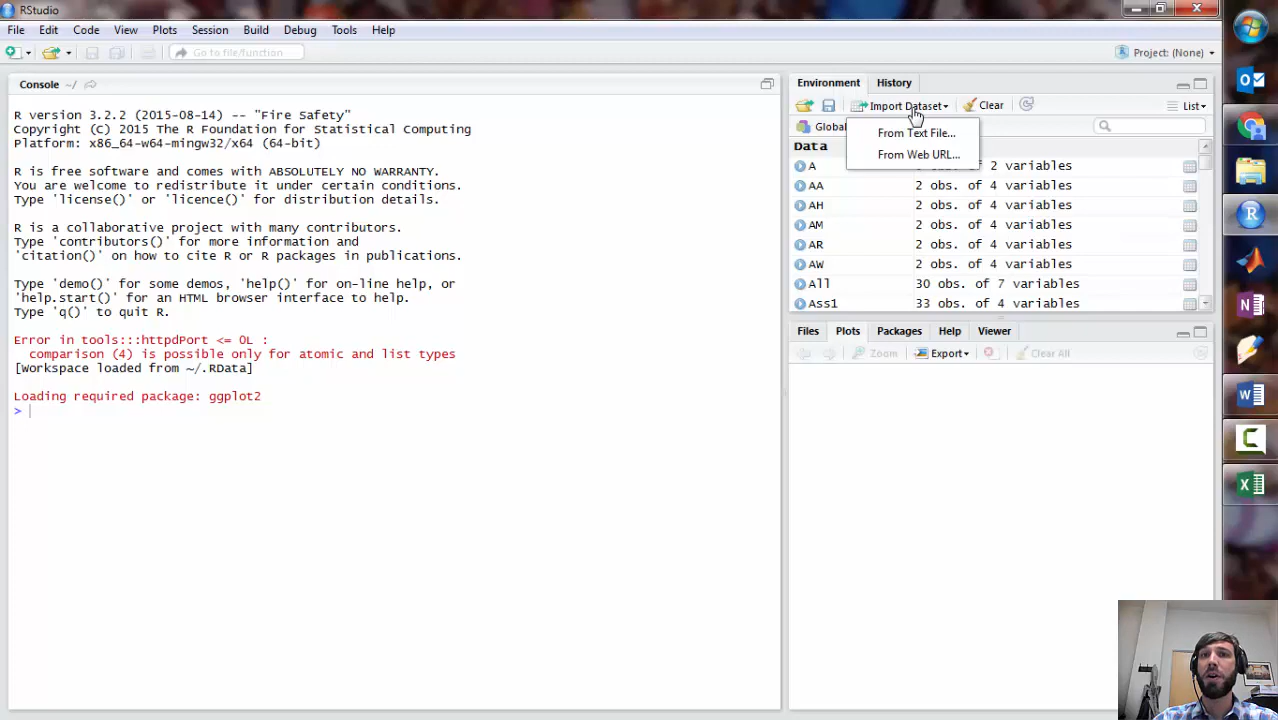 RStudio
File Edit Code View Plots Session Build Debug Tools Help
Go to file/function
Project: (None)
Console ~/
R version 3.2.2 (2015-08-14) -- "Fire Safety"
Copyright (C) 2015 The R Foundation for Statistical Computing
Platform: x86_64-w64-mingw32/x64 (64-bit)
R is free software and comes with ABSOLUTELY NO WARRANTY.
You are welcome to redistribute it under certain conditions.
Type 'license()' or 'licence()' for distribution details.
R is a collaborative project with many contributors.
Type 'contributors()' for more information and
'citation()' on how to cite R or R packages in publications.
Type 'demo()' for some demos, 'help()' for on-line help, or
'help.start()' for an HTML browser interface to help.
Type 'q()' to quit R.
Error in tools:::httpdPort <= 0L :
comparison (4) is possible only for atomic and list types
[Workspace loaded from ~/.RData]
Loading required package: ggplot2
>
Environment History
Import Dataset Clear List
From Text File...
From Web URL...
Global
Data
A of 2 variables
AA 2 obs. of 4 variables
AH 2 obs. of 4 variables
AM 2 obs. of 4 variables
AR 2 obs. of 4 variables
AW 2 obs. of 4 variables
All 30 obs. of 7 variables
Ass1 33 obs. of 4 variables
Files Plots Packages Help Viewer
Zoom Export Clear All